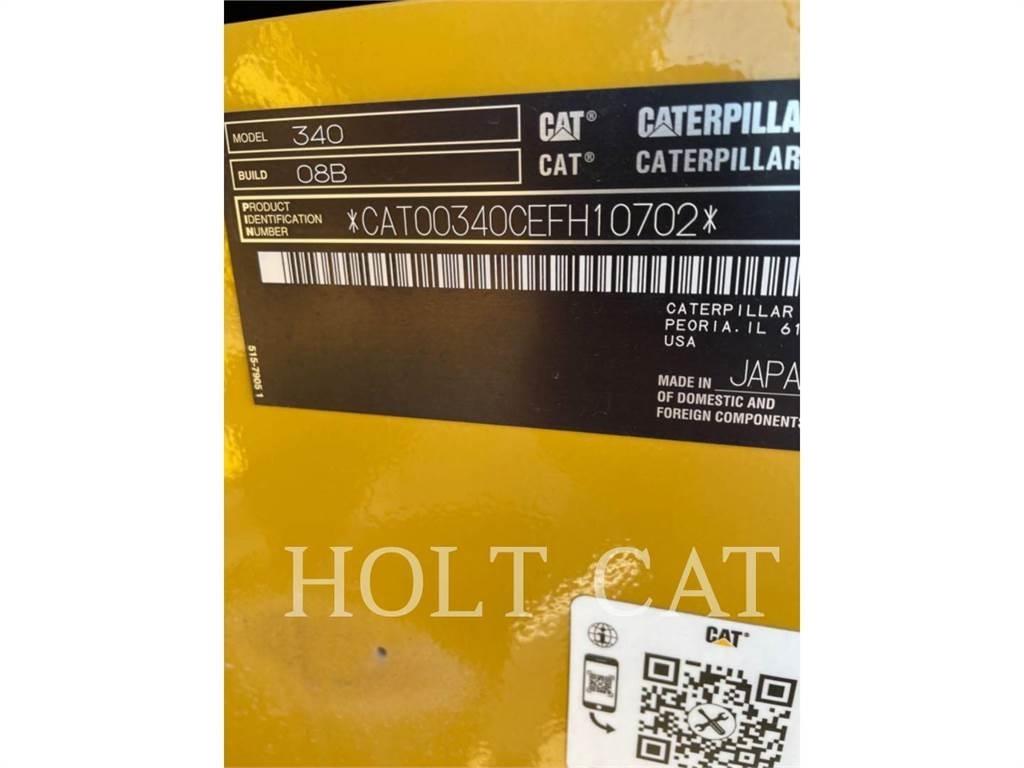 MODEL 340
BUILD 08B
CAT® CATERPILLA
CAT® CATERPILLAR
PRODUCT
IDENTIFICATION
NUMBER
*CAT00340CEFH10702*
CATERPILLAR
PEORIA, IL 61
USA
MADE IN JAPA
OF DOMESTIC AND
FOREIGN COMPONENTS
515-7905 1
HOLT CAT
CAT®